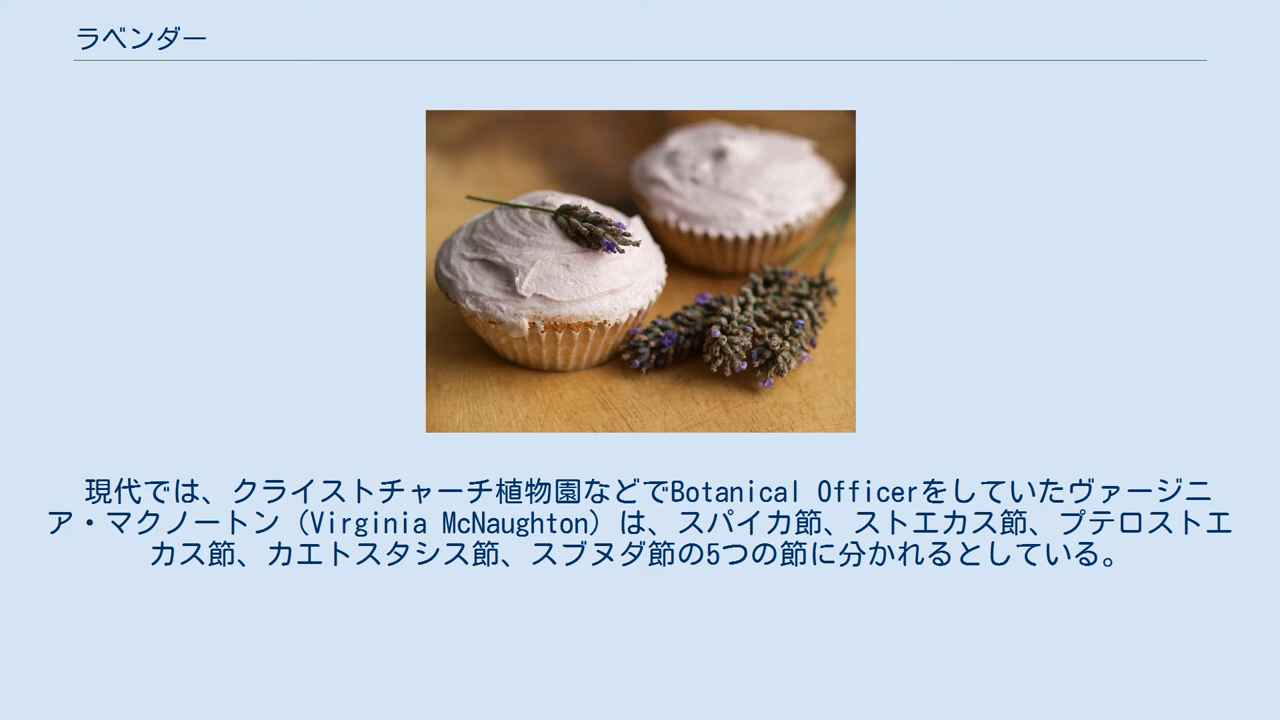 ラベンダー
現代では、クライストチャーチ植物園などでBotanical Officerをしていたヴァージニ
ア・マクノートン（Virginia McNaughton）は、スパイカ節、ストエカス節、プテロストエ
カス節、カエトスタシス節、スブヌダ節の5つの節に分かれるとしている。